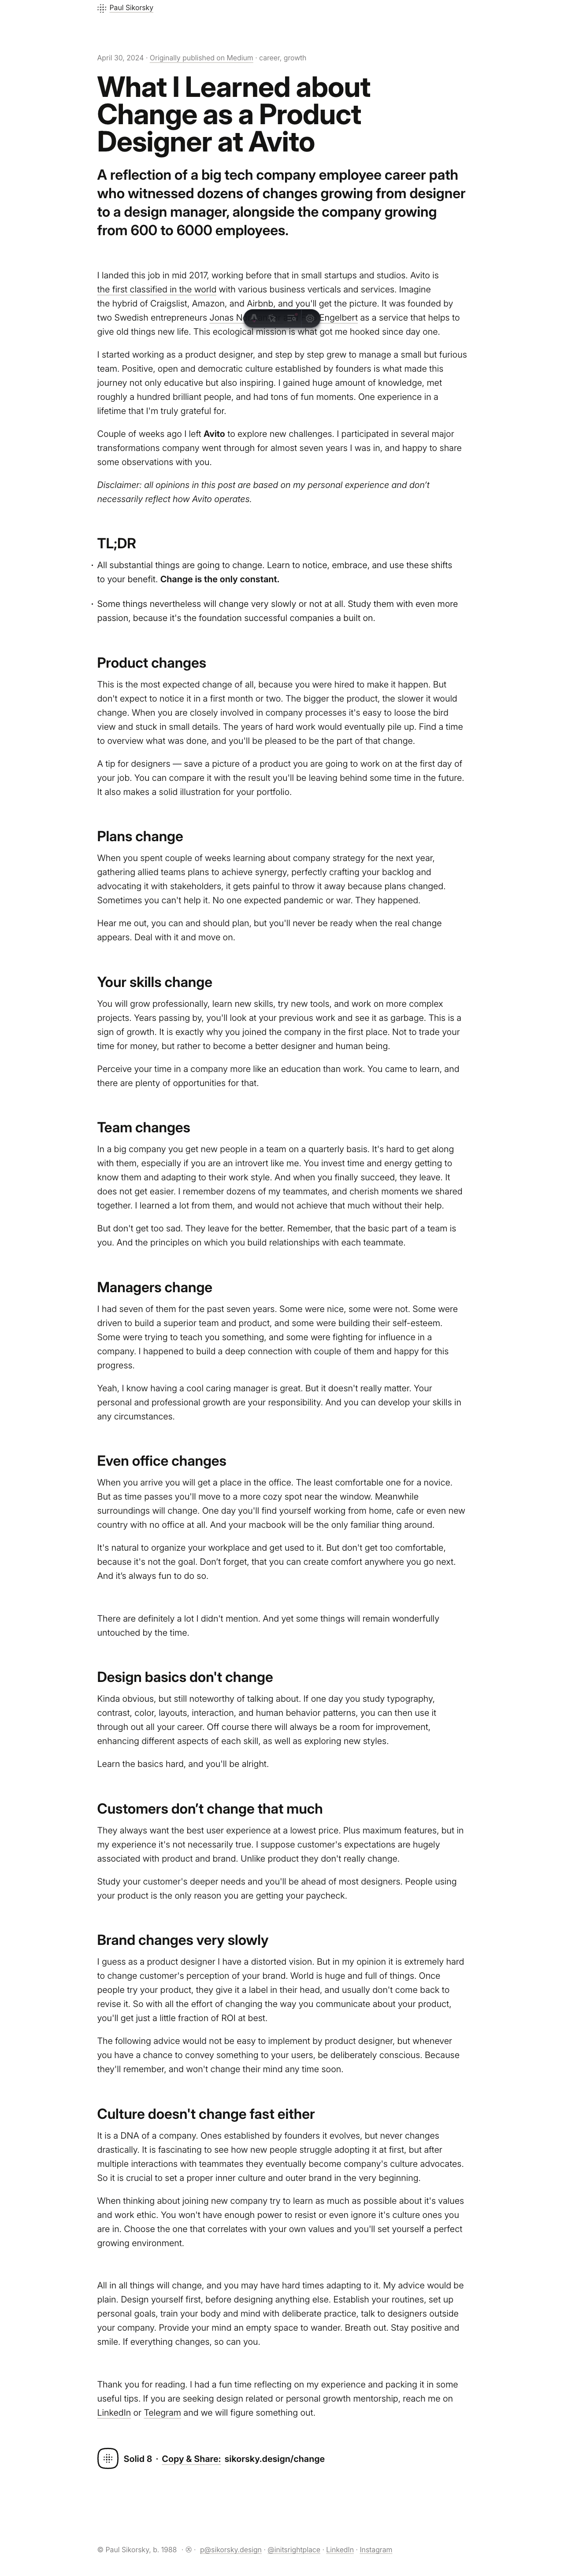 Paul Sikorsky
April 30, 2024 · Originally published on Medium · career, growth
What I Learned about
Change as a Product
Designer at Avito
A reflection of a big tech company employee career path
who witnessed dozens of changes growing from designer
to a design manager, alongside the company growing
from 600 to 6000 employees.
I landed this job in mid 2017, working before that in small startups and studios. Avito is
the first classified in the world with various business verticals and services. Imagine
the hybrid of Craigslist, Amazon, and Airbnb, and you'll get the picture. It was founded by
two Swedish entrepreneurs Jonas Engelbert as a service that helps to
give old things new life. This ecological mission is what got me hooked since day one.
I started working as a product designer, and step by step grew to manage a small but furious
team. Positive, open and democratic culture established by founders is what made this
journey not only educative but also inspiring. I gained huge amount of knowledge, met
roughly a hundred brilliant people, and had tons of fun moments. One experience in a
lifetime that I'm truly grateful for.
Couple of weeks ago I left Avito to explore new challenges. I participated in several major
transformations company went through for almost seven years I was in, and happy to share
some observations with you.
Disclaimer: all opinions in this post are based on my personal experience and don't
necessarily reflect how Avito operates.
TL;DR
· All substantial things are going to change. Learn to notice, embrace, and use these shifts
to your benefit. Change is the only constant.
· Some things nevertheless will change very slowly or not at all. Study them with even more
passion, because it's the foundation successful companies a built on.
Product changes
This is the most expected change of all, because you were hired to make it happen. But
don't expect to notice it in a first month or two. The bigger the product, the slower it would
change. When you are closely involved in company processes it's easy to loose the bird
view and stuck in small details. The years of hard work would eventually pile up. Find a time
to overview what was done, and you'll be pleased to be the part of that change.
A tip for designers — save a picture of a product you are going to work on at the first day of
your job. You can compare it with the result you'll be leaving behind some time in the future.
It also makes a solid illustration for your portfolio.
Plans change
When you spent couple of weeks learning about company strategy for the next year,
gathering allied teams plans to achieve synergy, perfectly crafting your backlog and
advocating it with stakeholders, it gets painful to throw it away because plans changed.
Sometimes you can't help it. No one expected pandemic or war. They happened.
Hear me out, you can and should plan, but you'll never be ready when the real change
appears. Deal with it and move on.
Your skills change
You will grow professionally, learn new skills, try new tools, and work on more complex
projects. Years passing by, you'll look at your previous work and see it as garbage. This is a
sign of growth. It is exactly why you joined the company in the first place. Not to trade your
time for money, but rather to become a better designer and human being.
Perceive your time in a company more like an education than work. You came to learn, and
there are plenty of opportunities for that.
Team changes
In a big company you get new people in a team on a quarterly basis. It's hard to get along
with them, especially if you are an introvert like me. You invest time and energy getting to
know them and adapting to their work style. And when you finally succeed, they leave. It
does not get easier. I remember dozens of my teammates, and cherish moments we shared
together. I learned a lot from them, and would not achieve that much without their help.
But don't get too sad. They leave for the better. Remember, that the basic part of a team is
you. And the principles on which you build relationships with each teammate.
Managers change
I had seven of them for the past seven years. Some were nice, some were not. Some were
driven to build a superior team and product, and some were building their self-esteem.
Some were trying to teach you something, and some were fighting for influence in a
company. I happened to build a deep connection with couple of them and happy for this
progress.
Yeah, I know having a cool caring manager is great. But it doesn't really matter. Your
personal and professional growth are your responsibility. And you can develop your skills in
any circumstances.
Even office changes
When you arrive you will get a place in the office. The least comfortable one for a novice.
But as time passes you'll move to a more cozy spot near the window. Meanwhile
surroundings will change. One day you'll find yourself working from home, cafe or even new
country with no office at all. And your macbook will be the only familiar thing around.
It's natural to organize your workplace and get used to it. But don't get too comfortable,
because it's not the goal. Don't forget, that you can create comfort anywhere you go next.
And it's always fun to do so.
There are definitely a lot I didn't mention. And yet some things will remain wonderfully
untouched by the time.
Design basics don't change
Kinda obvious, but still noteworthy of talking about. If one day you study typography,
contrast, color, layouts, interaction, and human behavior patterns, you can then use it
through out all your career. Off course there will always be a room for improvement,
enhancing different aspects of each skill, as well as exploring new styles.
Learn the basics hard, and you'll be alright.
Customers don't change that much
They always want the best user experience at a lowest price. Plus maximum features, but in
my experience it's not necessarily true. I suppose customer's expectations are hugely
associated with product and brand. Unlike product they don't really change.
Study your customer's deeper needs and you'll be ahead of most designers. People using
your product is the only reason you are getting your paycheck.
Brand changes very slowly
I guess as a product designer I have a distorted vision. But in my opinion it is extremely hard
to change customer's perception of your brand. World is huge and full of things. Once
people try your product, they give it a label in their head, and usually don't come back to
revise it. So with all the effort of changing the way you communicate about your product,
you'll get just a little fraction of ROI at best.
The following advice would not be easy to implement by product designer, but whenever
you have a chance to convey something to your users, be deliberately conscious. Because
they'll remember, and won't change their mind any time soon.
Culture doesn't change fast either
It is a DNA of a company. Ones established by founders it evolves, but never changes
drastically. It is fascinating to see how new people struggle adopting it at first, but after
multiple interactions with teammates they eventually become company's culture advocates.
So it is crucial to set a proper inner culture and outer brand in the very beginning.
When thinking about joining new company try to learn as much as possible about it's values
and work ethic. You won't have enough power to resist or even ignore it's culture ones you
are in. Choose the one that correlates with your own values and you'll set yourself a perfect
growing environment.
All in all things will change, and you may have hard times adapting to it. My advice would be
plain. Design yourself first, before designing anything else. Establish your routines, set up
personal goals, train your body and mind with deliberate practice, talk to designers outside
your company. Provide your mind an empty space to wander. Breath out. Stay positive and
smile. If everything changes, so can you.
Thank you for reading. I had a fun time reflecting on my experience and packing it in some
useful tips. If you are seeking design related or personal growth mentorship, reach me on
LinkedIn or Telegram and we will figure something out.
Solid 8 · Copy & Share: sikorsky.design/change
© Paul Sikorsky, b. 1988 · · p@sikorsky.design · @initsrightplace · LinkedIn · Instagram